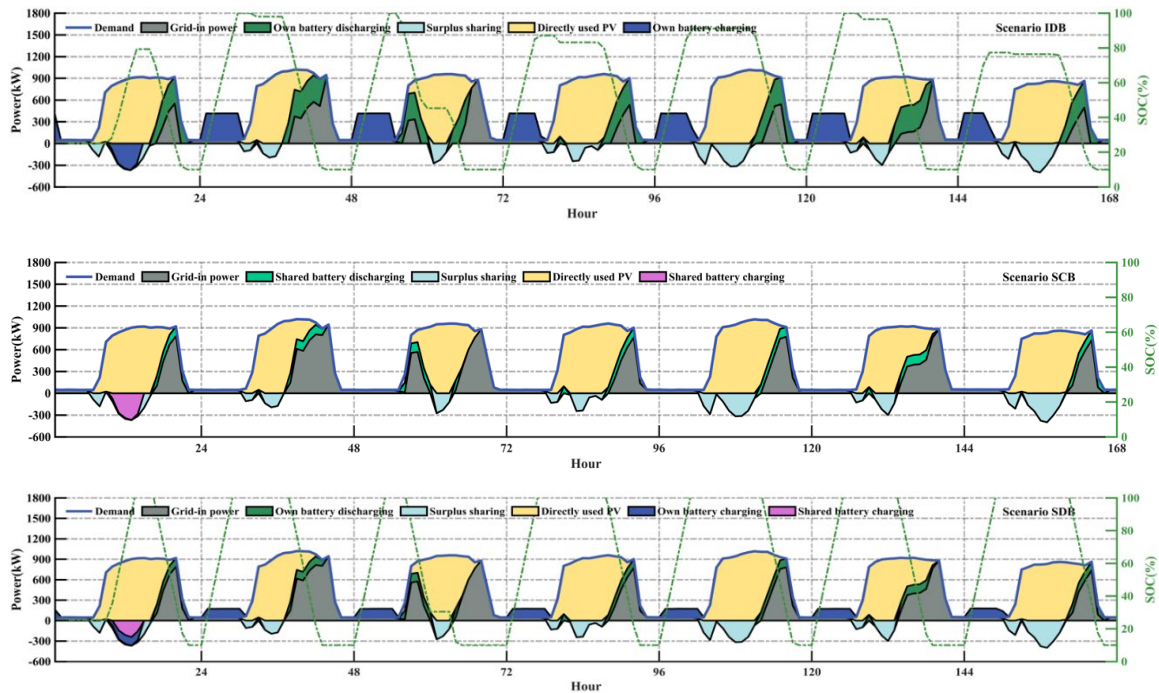 1800 100
Demand Grid-in power Own battery discharging Surplus sharing Directly used PV Own battery charging Scenario IDB
1500
1200 80
900
600 60
300 40
0
-300 20
-600 0
Power(kW)
SOC(%)
24 48 72 96 120 144 168
Hour
1800 100
Demand Grid-in power Shared battery discharging Surplus sharing Directly used PV Shared battery charging Scenario SCB
1500
1200 80
900
600 60
300 40
0
-300 20
-600 0
Power(kW)
SOC(%)
24 48 72 96 120 144 168
Hour
1800 100
Demand Grid-in power Own battery discharging Surplus sharing Directly used PV Own battery charging Shared battery charging Scenario SDB
1500
1200 80
900
600 60
300 40
0
-300 20
-600 0
Power(kW)
SOC(%)
24 48 72 96 120 144 168
Hour